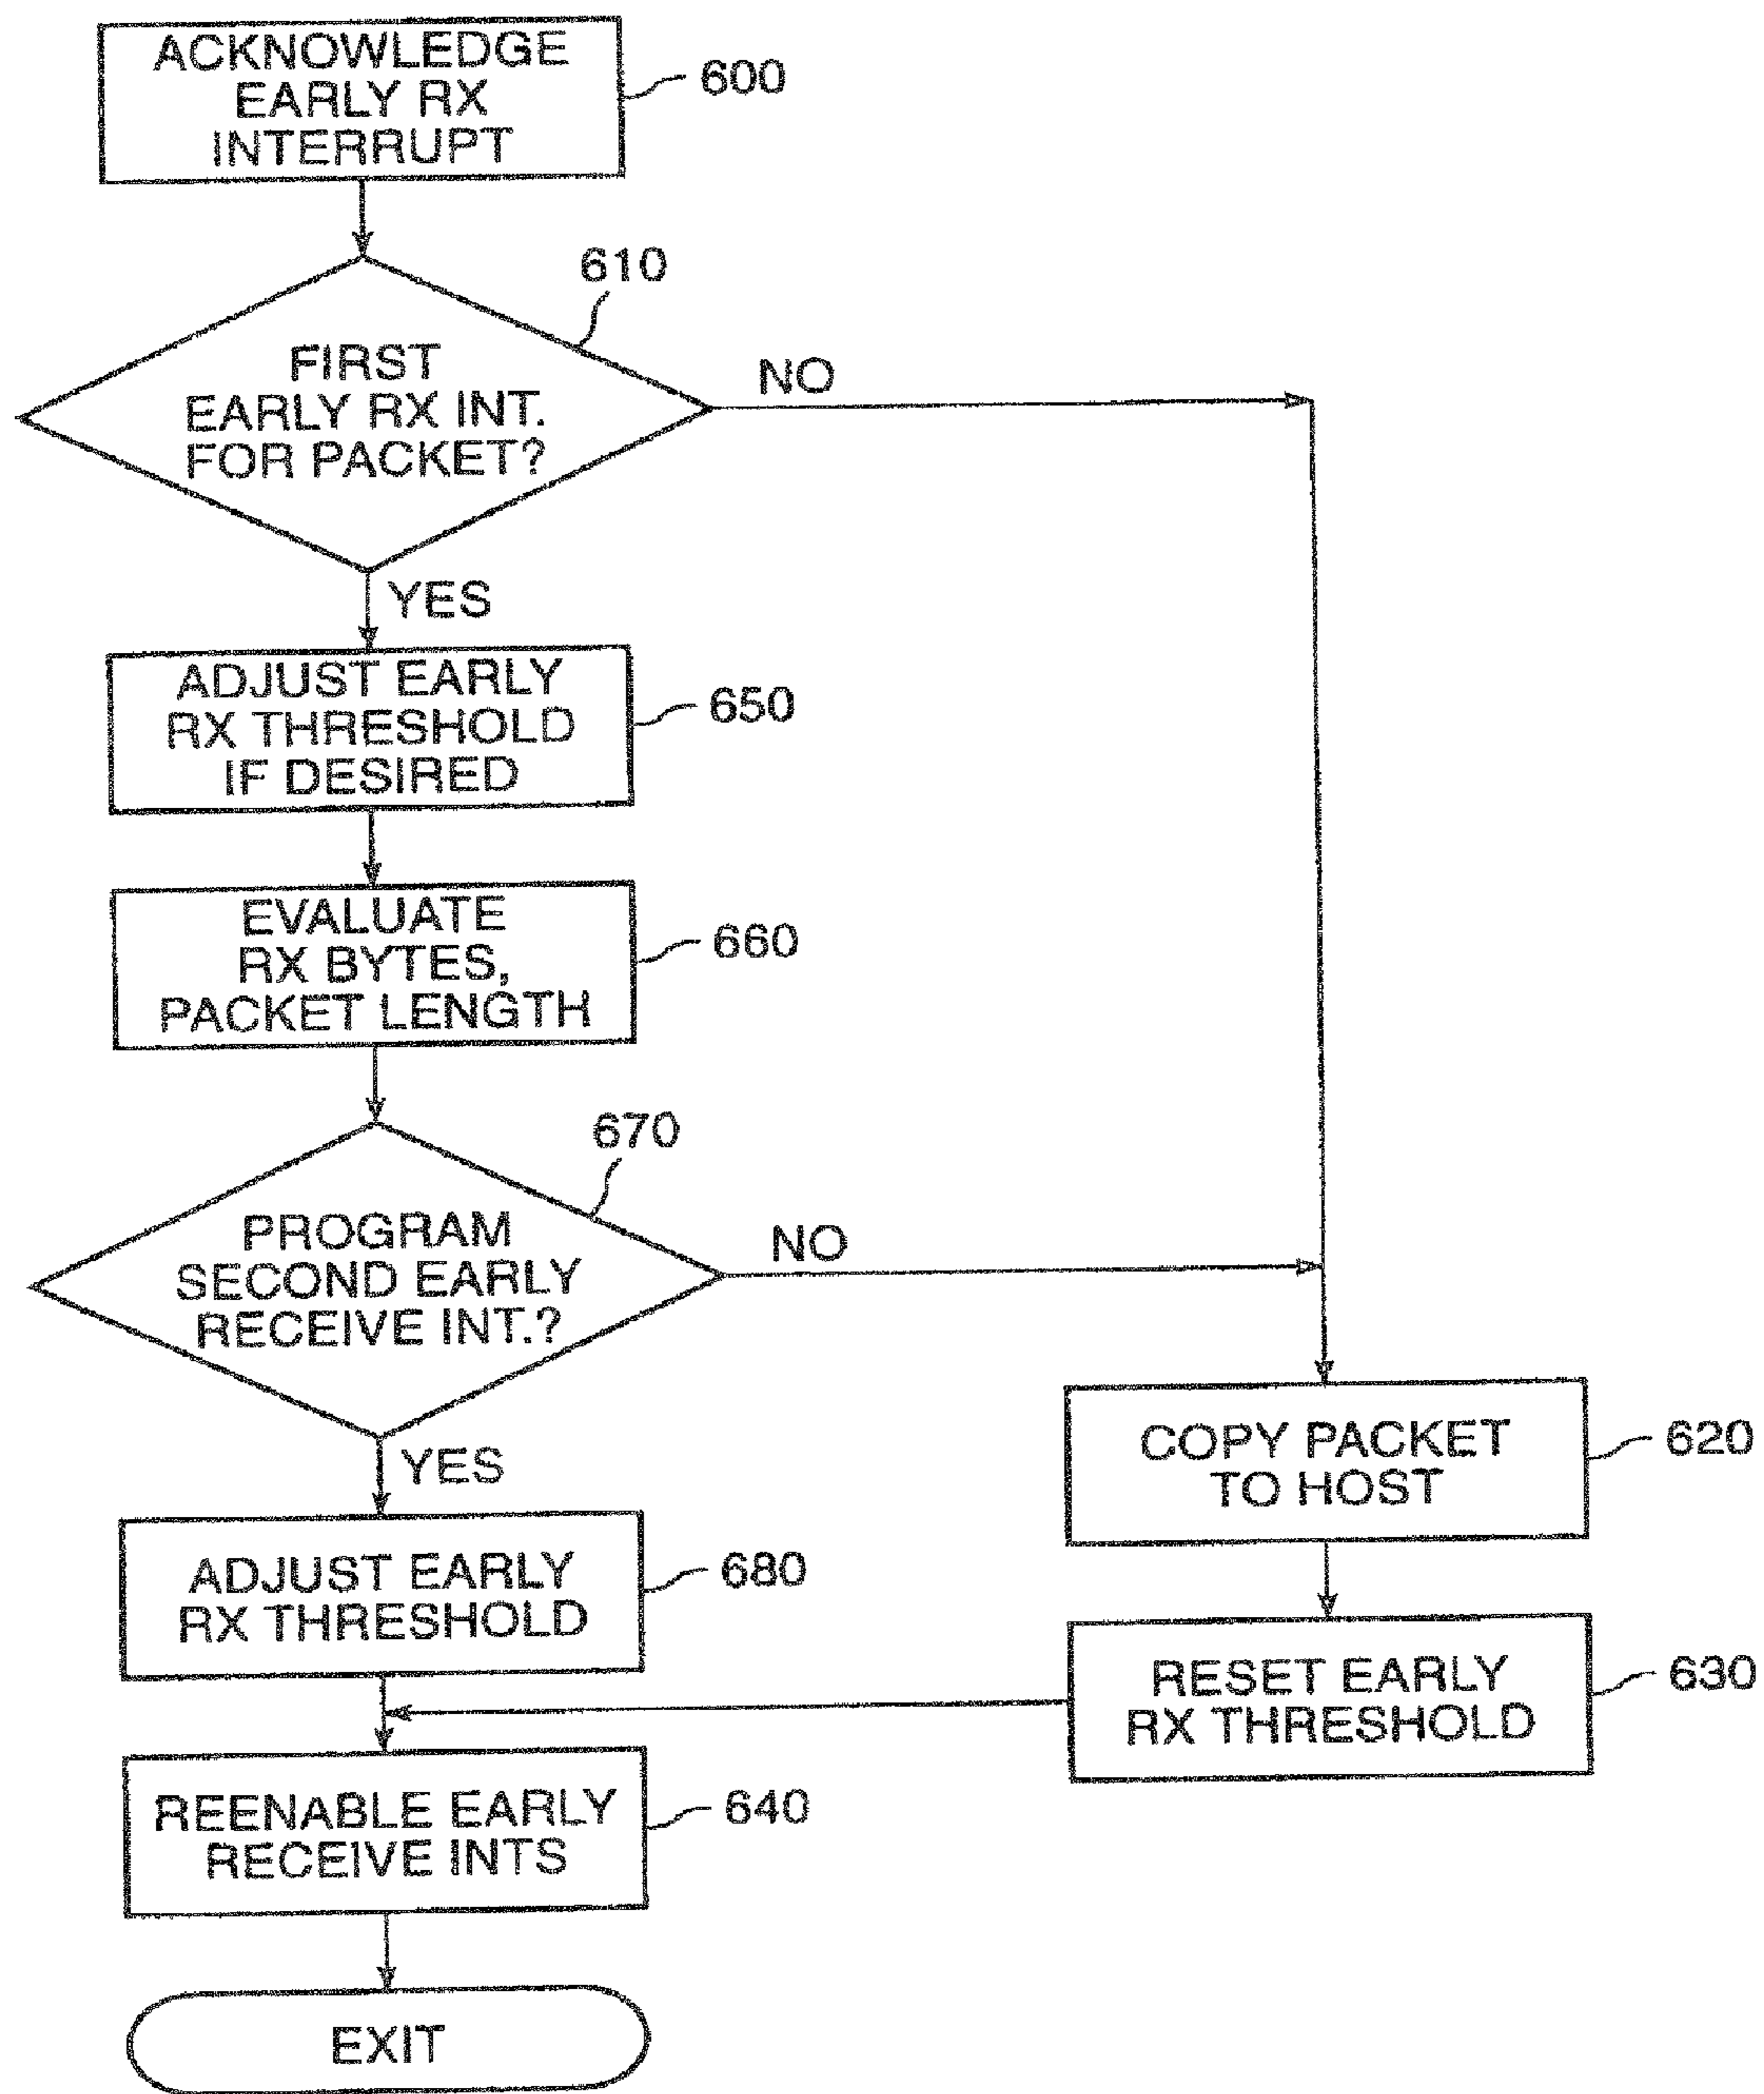 ACKNOWLEDGE
EARLY RX
INTERRUPT
600
610
FIRST
EARLY RX INT.
FOR PACKET?
NO
YES
ADJUST EARLY
RX THRESHOLD
IF DESIRED
650
EVALUATE
RX BYTES,
PACKET LENGTH
660
670
PROGRAM
SECOND EARLY
RECEIVE INT.?
NO
YES
COPY PACKET
TO HOST
620
ADJUST EARLY
RX THRESHOLD
680
RESET EARLY
RX THRESHOLD
630
REENABLE EARLY
RECEIVE INTS
640
EXIT